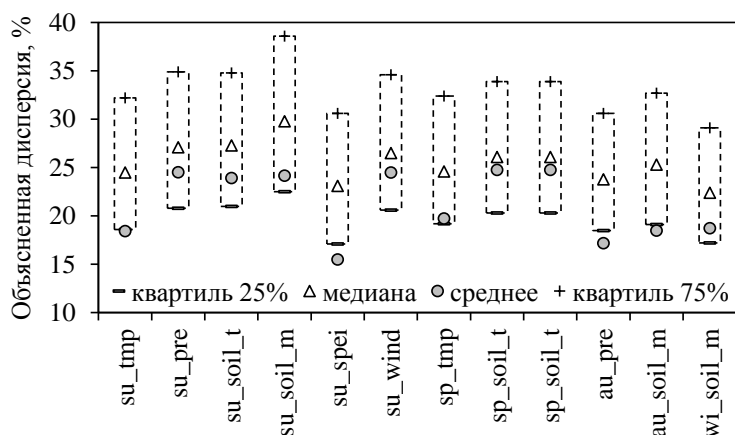 Объясненная дисперсия, %
40
35
30
25
20
15
10
квартиль 25% медиана среднее квартиль 75%
su_tmp
su_pre
su_soil_t
su_soil_m
su_spei
su_wind
sp_tmp
sp_soil_t
sp_soil_t
au_pre
au_soil_m
wi_soil_m